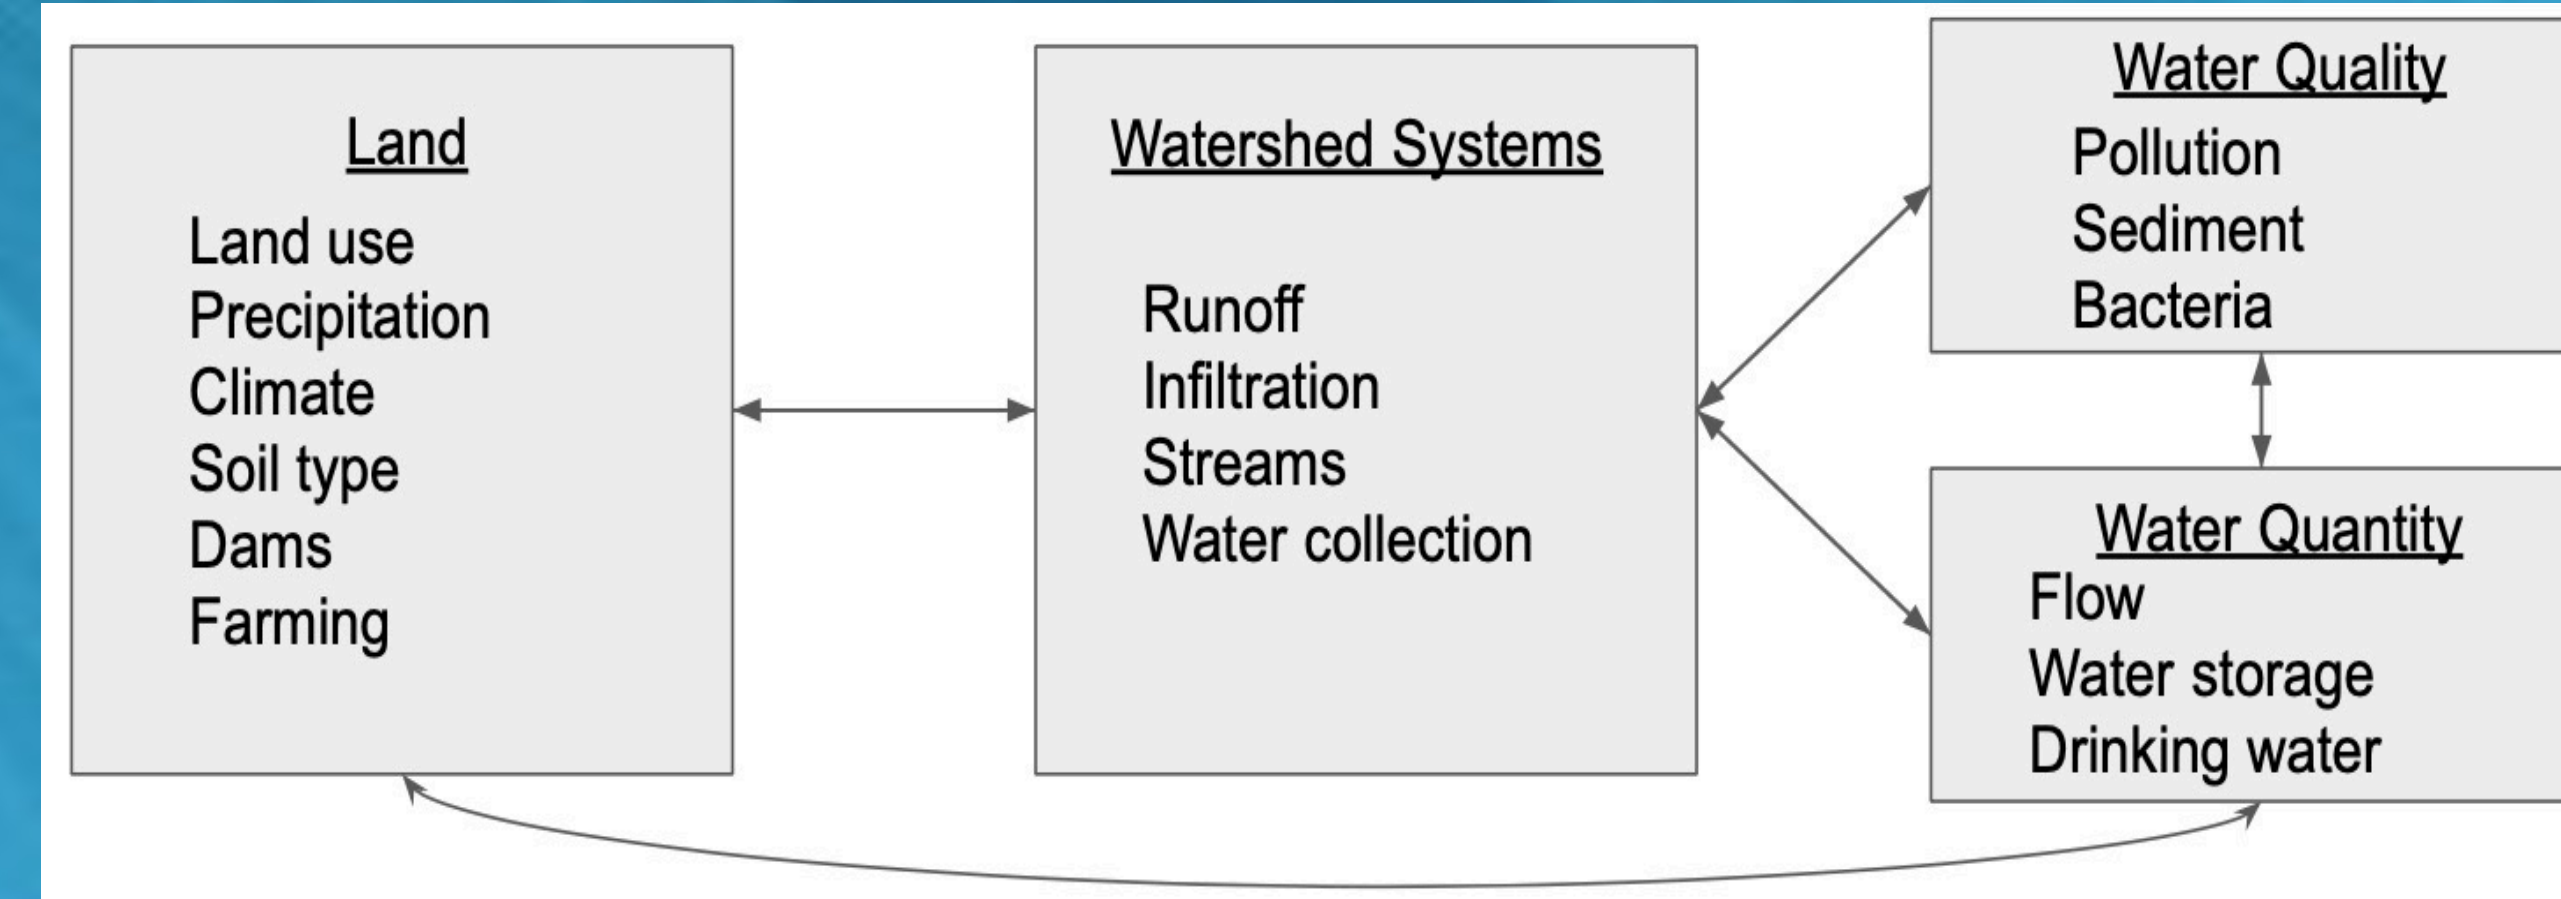 Land
Land use
Precipitation
Climate
Soil type
Dams
Farming
Watershed Systems
Runoff
Infiltration
Streams
Water collection
Water Quality
Pollution
Sediment
Bacteria
Water Quantity
Flow
Water storage
Drinking water